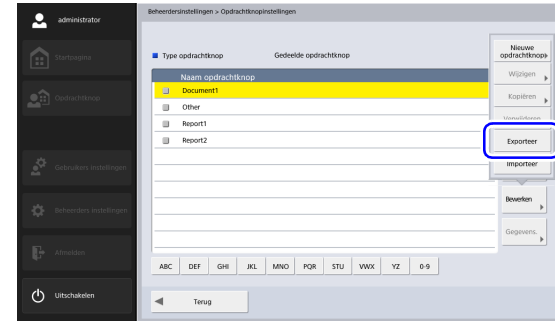 administrator
Beheerdersinstellingen > Opdrachtknopinstellingen
Startpagina
Opdrachtknop
Gebruikers instellingen
Beheerders instellingen
Afmelden
Uitschakelen
Type opdrachtknop Gedeelde opdrachtknop
Naam opdrachtknop
Document1
Other
Report1
Report2
Nieuwe
opdrachtknop
Wijzigen
Kopiëren
Verwijderen
Exporteer
Importeer
Bewerken
Gegevens.
ABC DEF GHI JKL MNO PQR STU VWX YZ 0-9
Terug